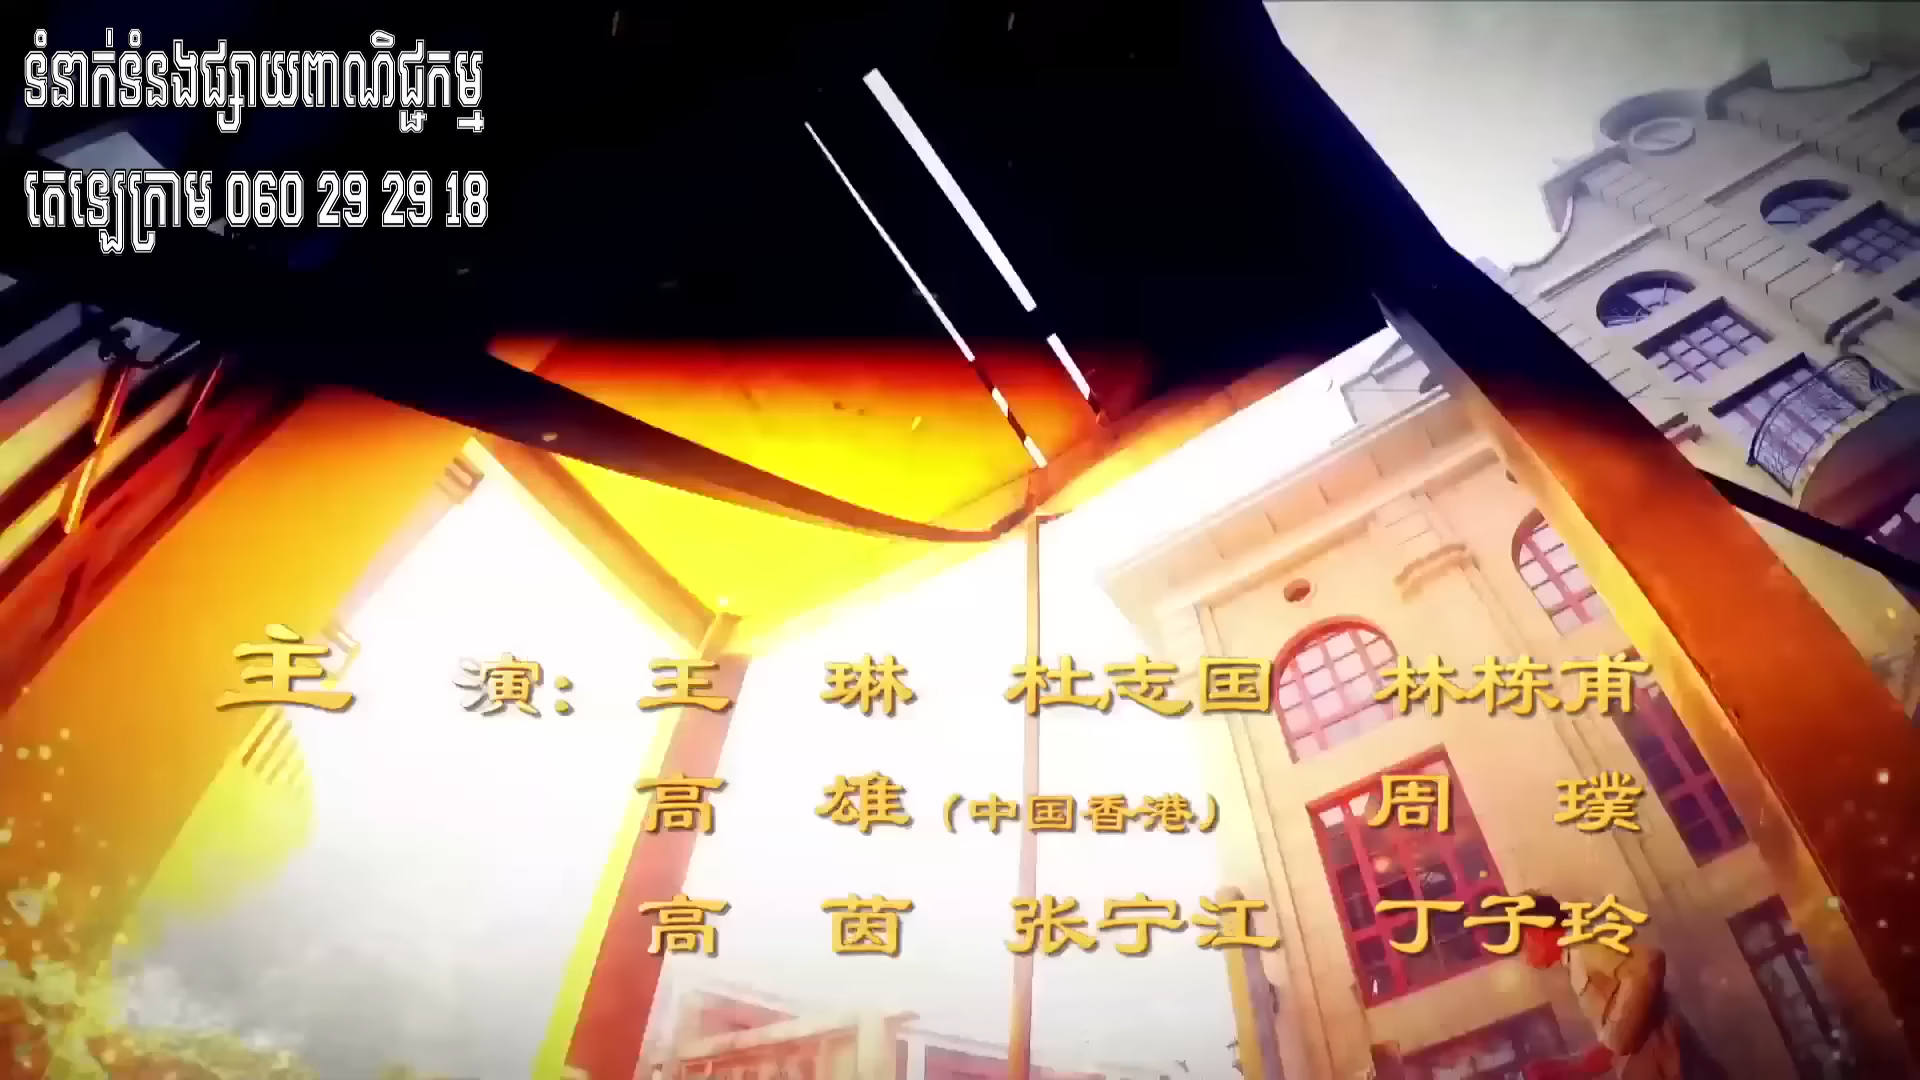 ទំនាក់ទំនងផ្សាយពាណិជ្ជកម្ម
តេឡេក្រាម 060 29 29 18
主 演: 王 琳 杜志国 林栋甫
高 雄 (中国香港) 周 璞
高 茵 张宁江 丁子玲